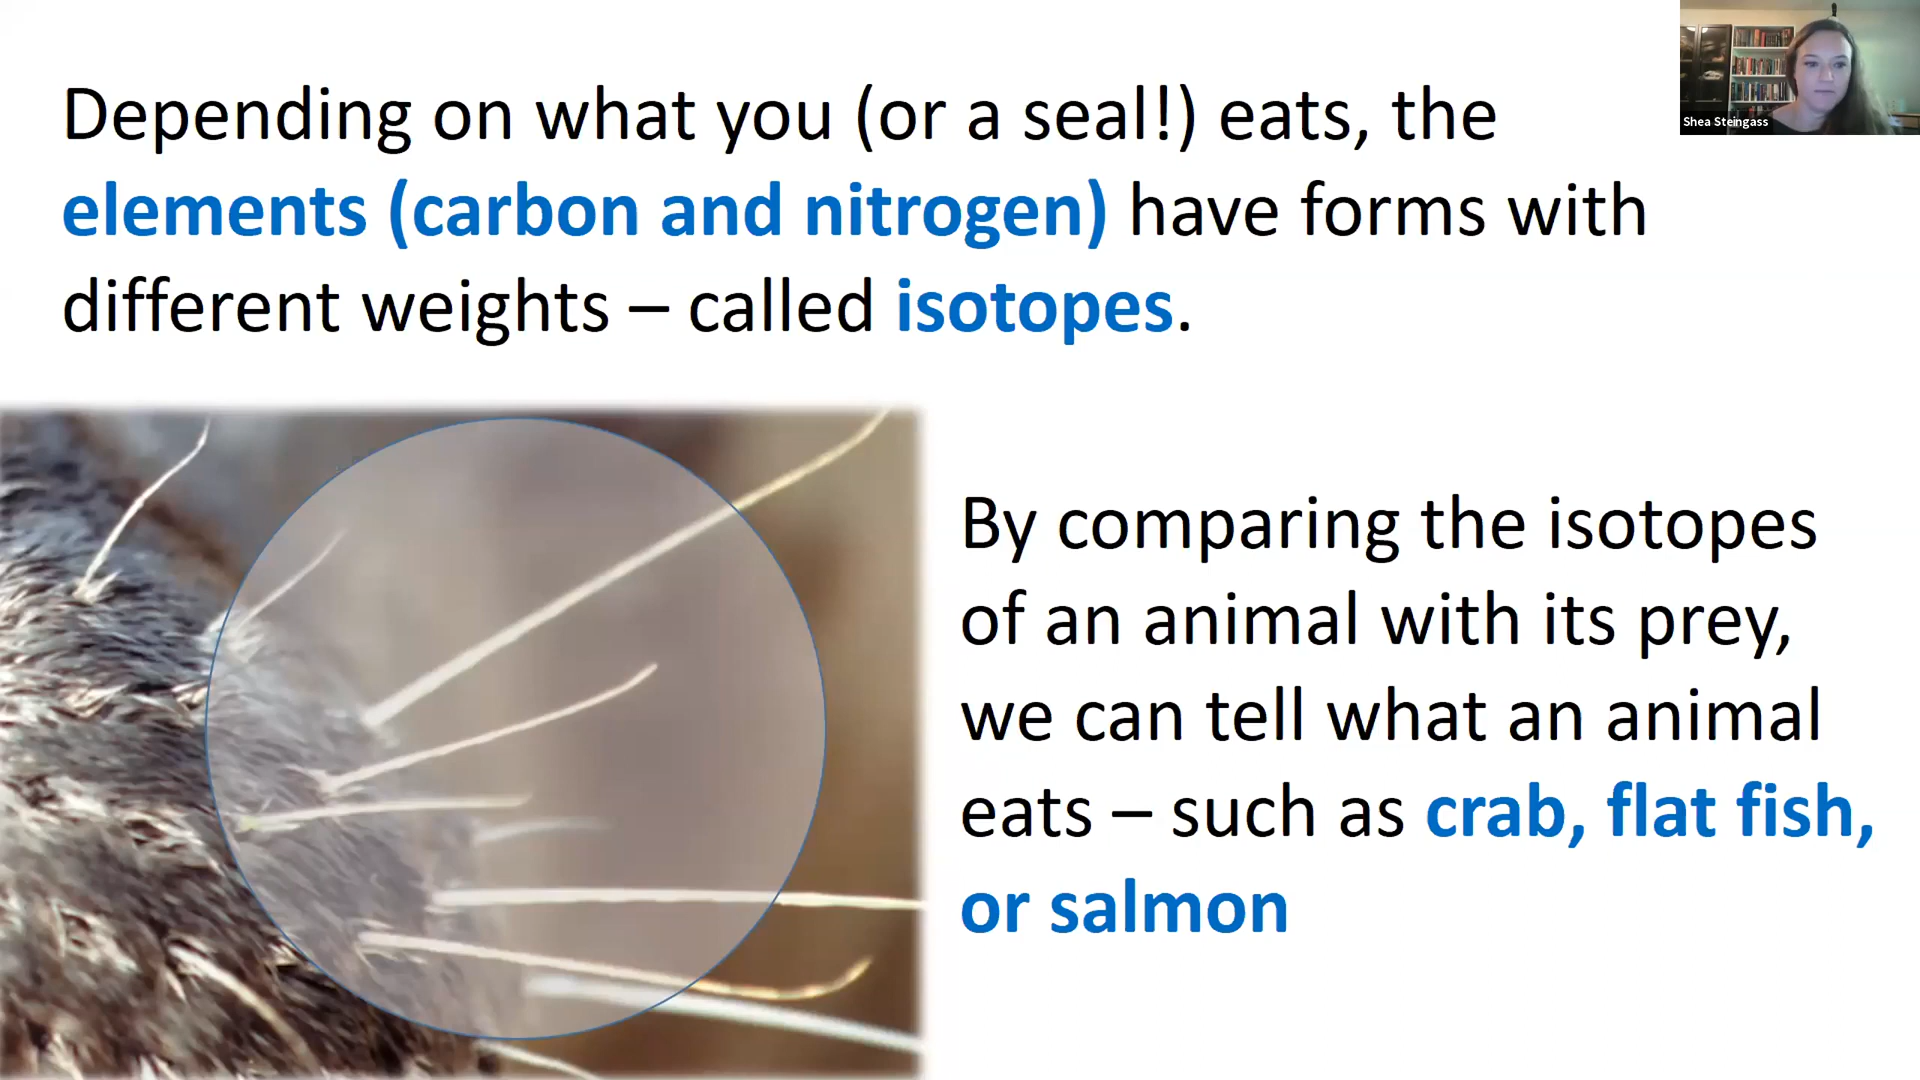 Depending on what you (or a seal!) eats, the
elements (carbon and nitrogen) have forms with
different weights – called isotopes.
Shea Steingass
By comparing the isotopes
of an animal with its prey,
we can tell what an animal
eats – such as crab, flat fish,
or salmon